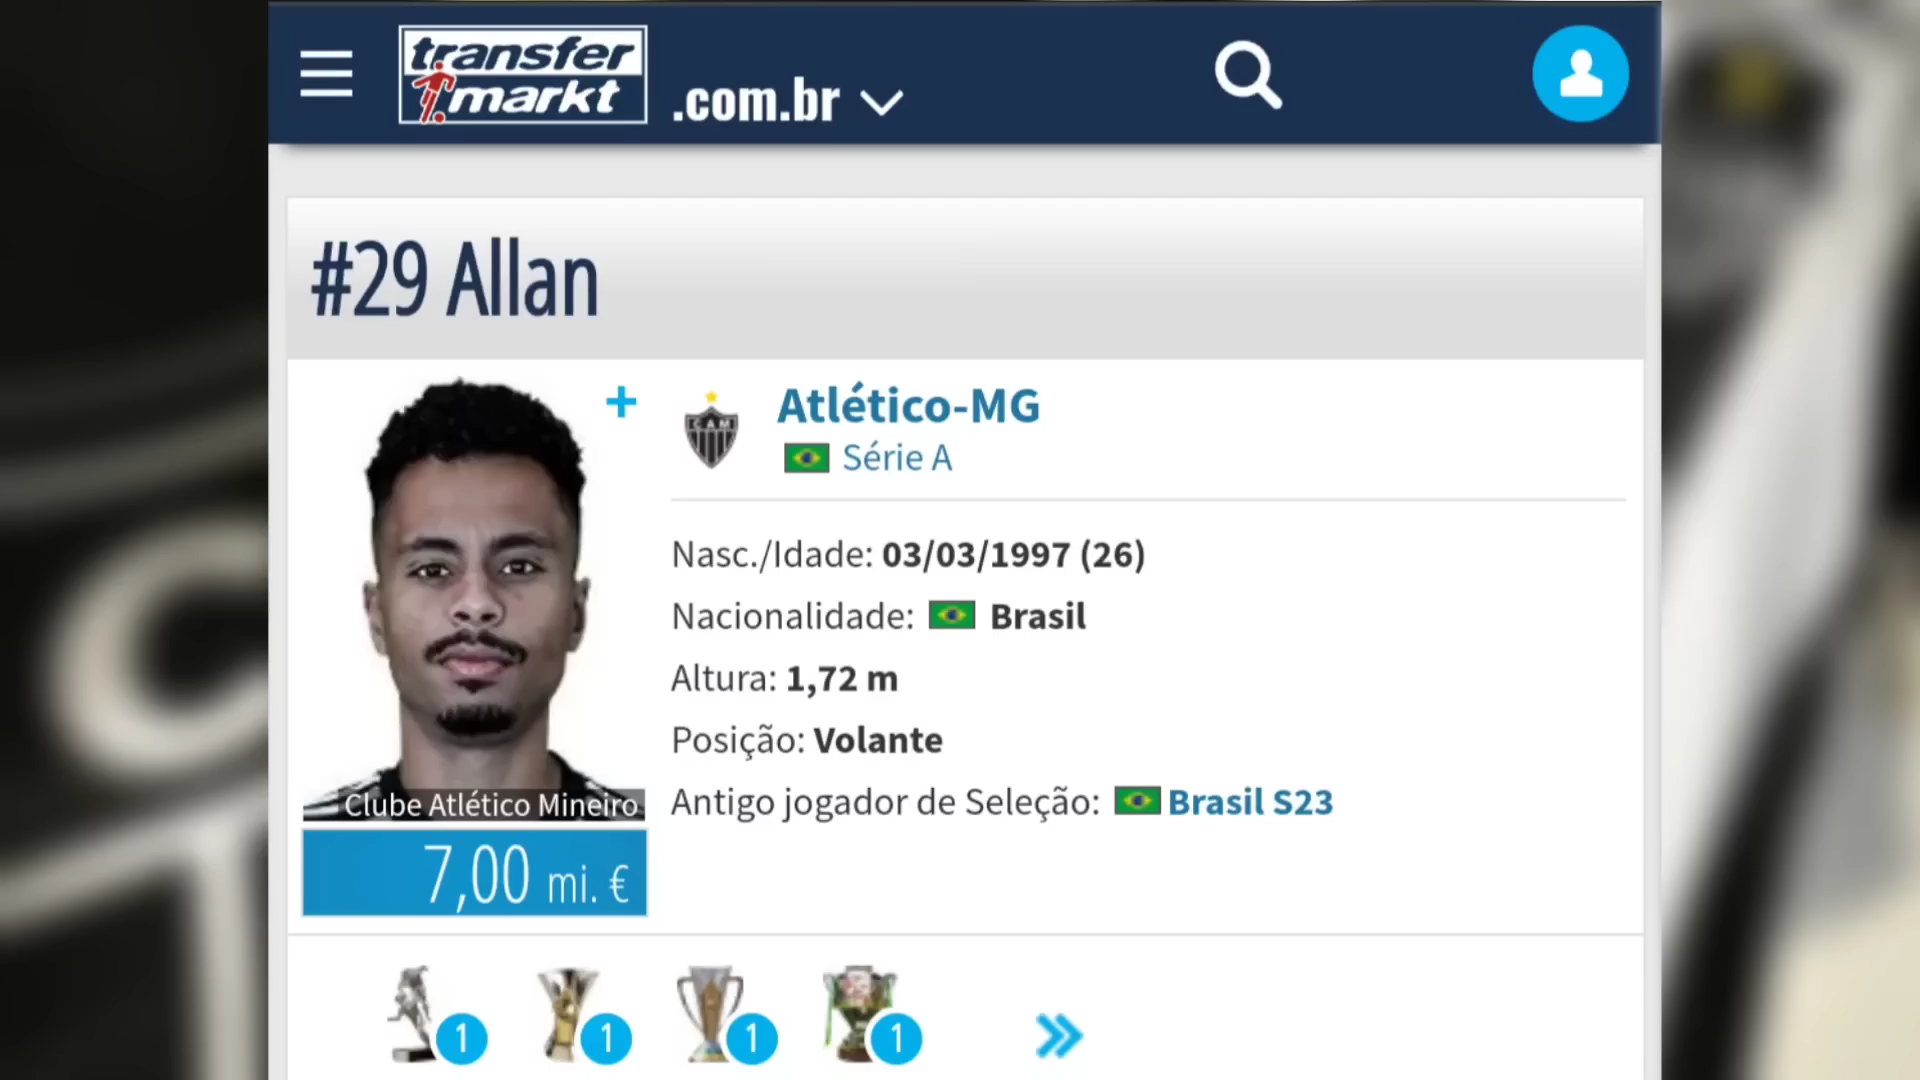 transfer
markt
.com.br
#29 Allan
Atlético-MG
CAM
Série A
Nasc./Idade: 03/03/1997 (26)
Nacionalidade: Brasil
Altura: 1,72 m
Posição: Volante
Antigo jogador de Seleção: Brasil S23
Clube Atlético Mineiro
7,00 mi. €
1 1 1 1